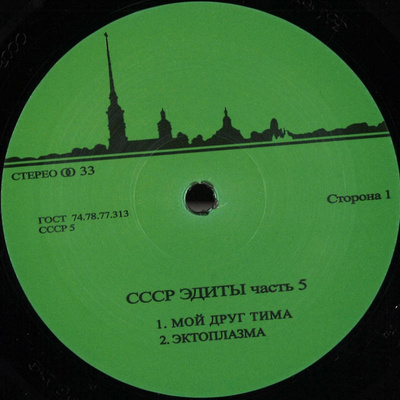 СТЕРЕО ꝏ 33
Сторона 1
ГОСТ 74.78.77.313
СССР 5
СССР ЭДИТЫ часть 5
1. МОЙ ДРУГ ТИМА
2. ЭКТОПЛАЗМА